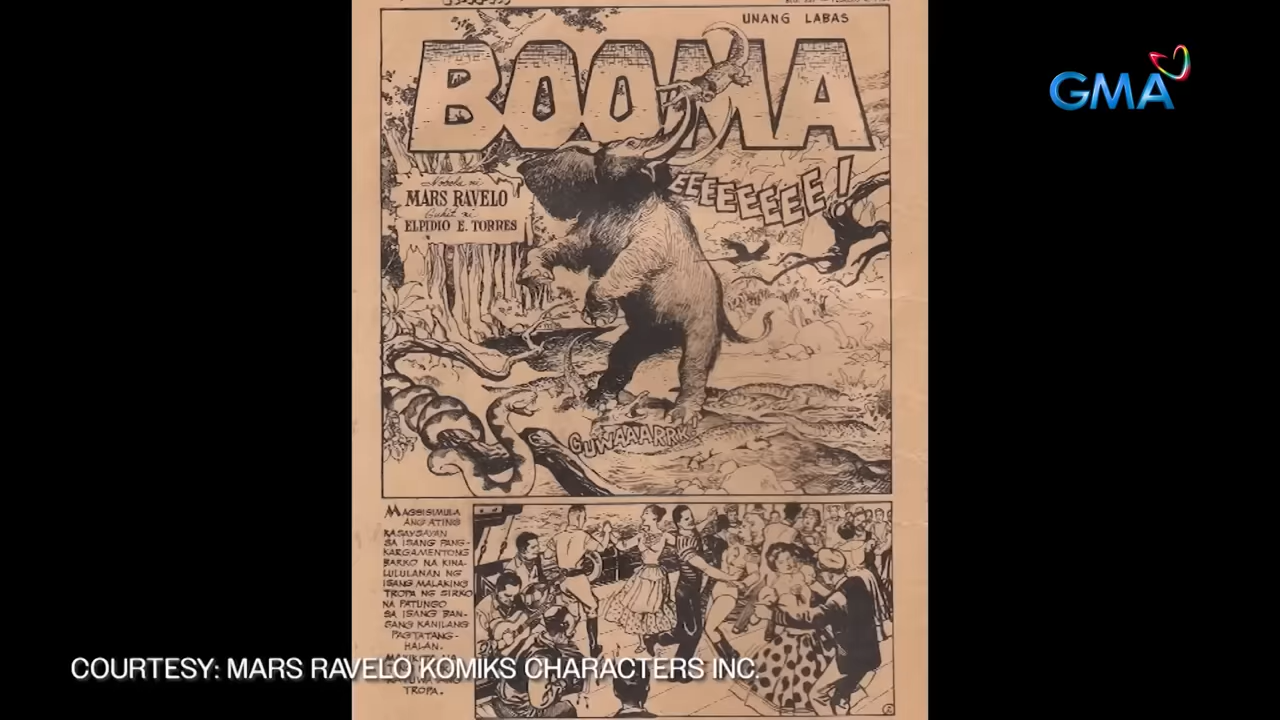 UNANG LABAS
BOOMA
GMA
Nobela ni
MARS RAVELO
Guhit ni
ELPIDIO E. TORRES
EEEEEEEE!
GUWAAARRK!
MAGSISIMULA
ANG ATING
KASAYSAYAN
SA ISANG PANG-
KARGAMENTONG
BARKO NA KINA-
LULULANAN NG
ISANG MALAKING
TROPA NG SIRKO
NA PATUNGO
SA ISANG BAN-
SANG KANILANG
PAGTATANG-
HALAN.
COURTESY: MARS RAVELO KOMIKS CHARACTERS INC.
TROPA.
2